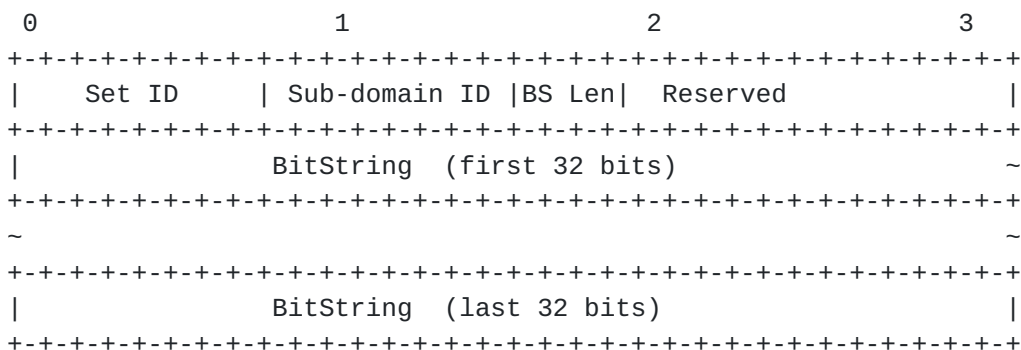 0                   1                   2                   3
+-+-+-+-+-+-+-+-+-+-+-+-+-+-+-+-+-+-+-+-+-+-+-+-+-+-+-+-+-+-+-+-+
|    Set ID     | Sub-domain ID |BS Len|  Reserved              |
+-+-+-+-+-+-+-+-+-+-+-+-+-+-+-+-+-+-+-+-+-+-+-+-+-+-+-+-+-+-+-+-+
|                BitString  (first 32 bits)                     ~
+-+-+-+-+-+-+-+-+-+-+-+-+-+-+-+-+-+-+-+-+-+-+-+-+-+-+-+-+-+-+-+-+
~                                                               ~
+-+-+-+-+-+-+-+-+-+-+-+-+-+-+-+-+-+-+-+-+-+-+-+-+-+-+-+-+-+-+-+-+
|                BitString  (last 32 bits)                      |
+-+-+-+-+-+-+-+-+-+-+-+-+-+-+-+-+-+-+-+-+-+-+-+-+-+-+-+-+-+-+-+-+